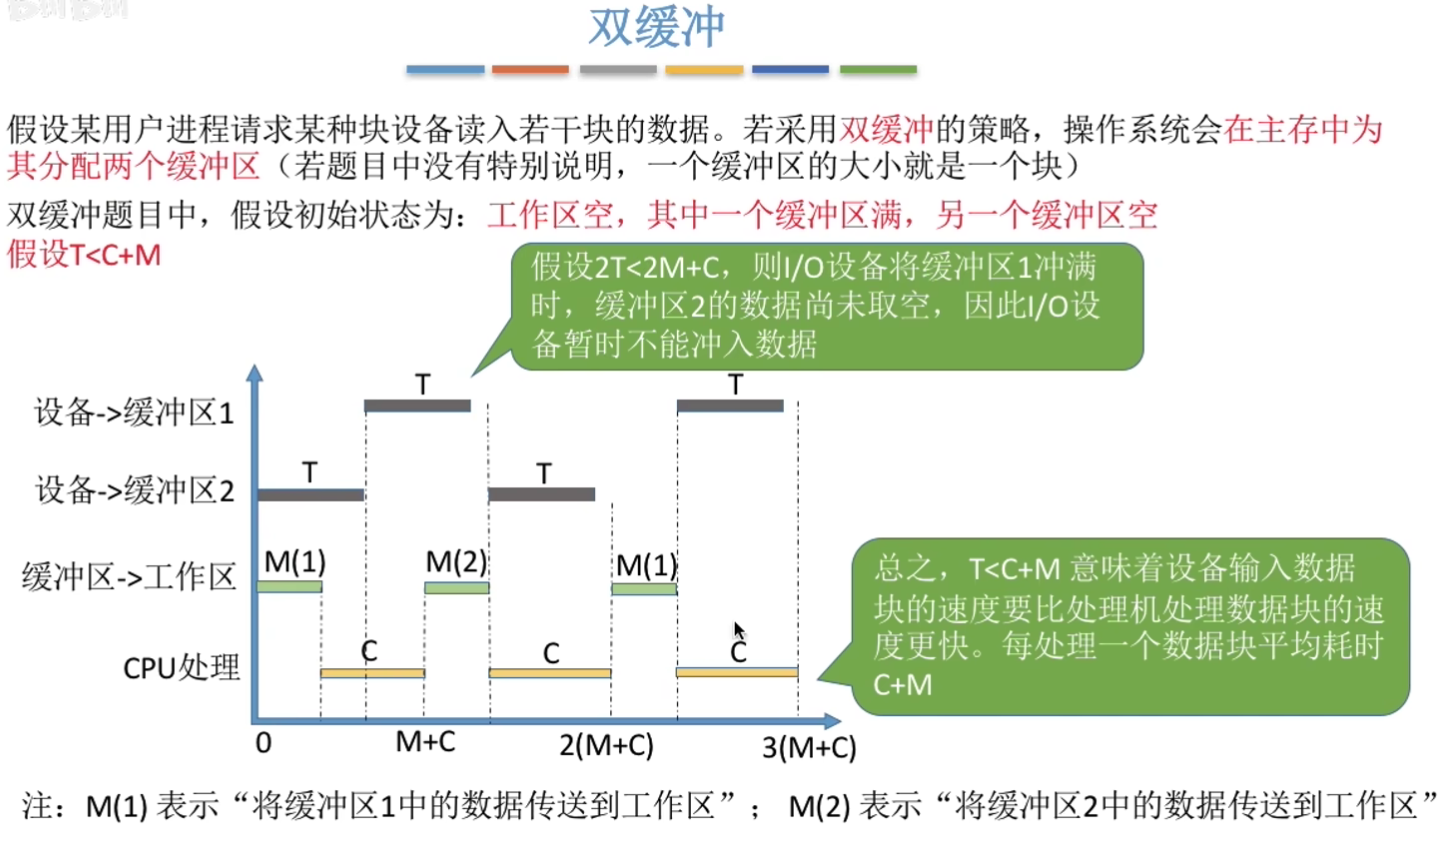 双缓冲
假设某用户进程请求某种块设备读入若干块的数据。若采用双缓冲的策略，操作系统会在主存中为
其分配两个缓冲区（若题目中没有特别说明，一个缓冲区的大小就是一个块）
双缓冲题目中，假设初始状态为：工作区空，其中一个缓冲区满，另一个缓冲区空
假设T<C+M
假设2T<2M+C，则I/O设备将缓冲区1冲满
时，缓冲区2的数据尚未取空，因此I/O设
备暂时不能冲入数据
T T
设备->缓冲区1
T T
设备->缓冲区2
M(1) M(2) M(1)
缓冲区->工作区
C C C
CPU处理
总之，T<C+M 意味着设备输入数据
块的速度要比处理机处理数据块的速
度更快。每处理一个数据块平均耗时
C+M
0 M+C 2(M+C) 3(M+C)
注：M(1) 表示“将缓冲区1中的数据传送到工作区”； M(2) 表示“将缓冲区2中的数据传送到工作区”